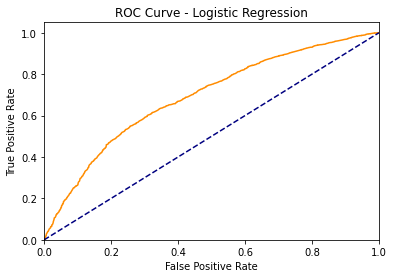 ROC Curve - Logistic Regression
1.0
0.8
0.6
0.4
0.2
0.0
True Positive Rate
0.0 0.2 0.4 0.6 0.8 1.0
False Positive Rate